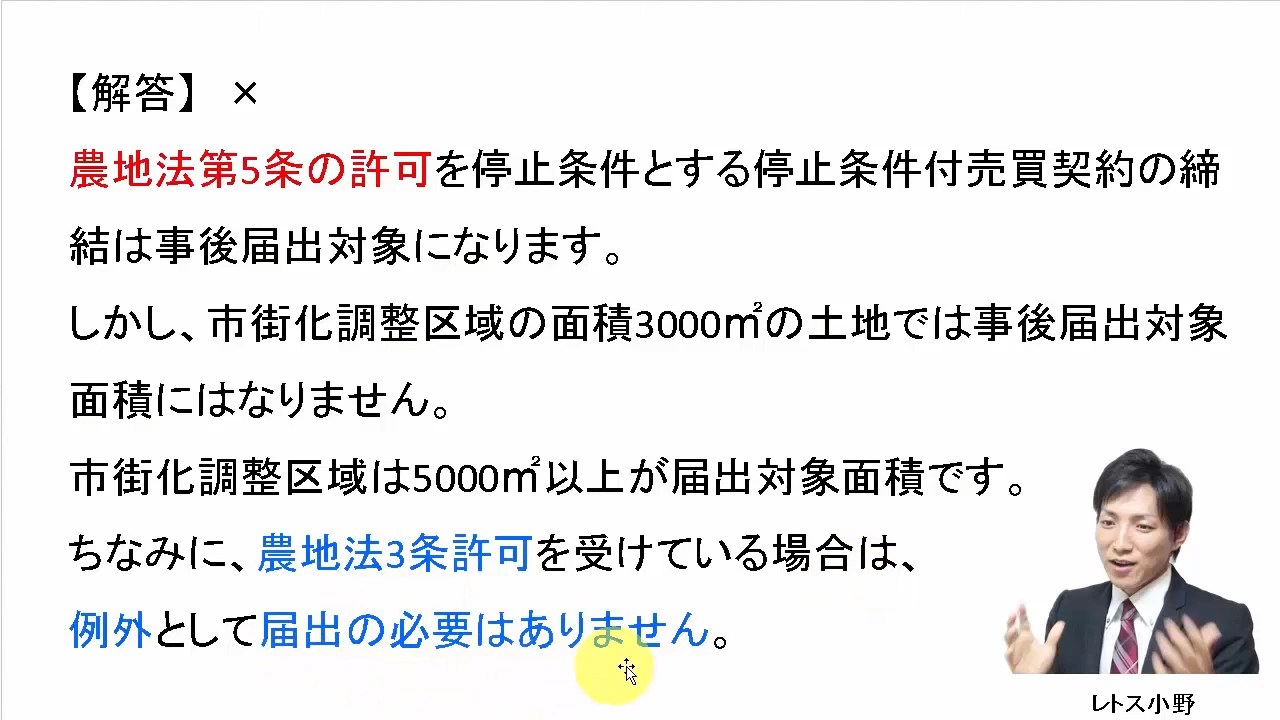 【解答】 ×
農地法第5条の許可を停止条件とする停止条件付売買契約の締
結は事後届出対象になります。
しかし、市街化調整区域の面積3000㎡の土地では事後届出対象
面積にはなりません。
市街化調整区域は5000㎡以上が届出対象面積です。
ちなみに、農地法3条許可を受けている場合は、
例外として届出の必要はありません。
レトス小野